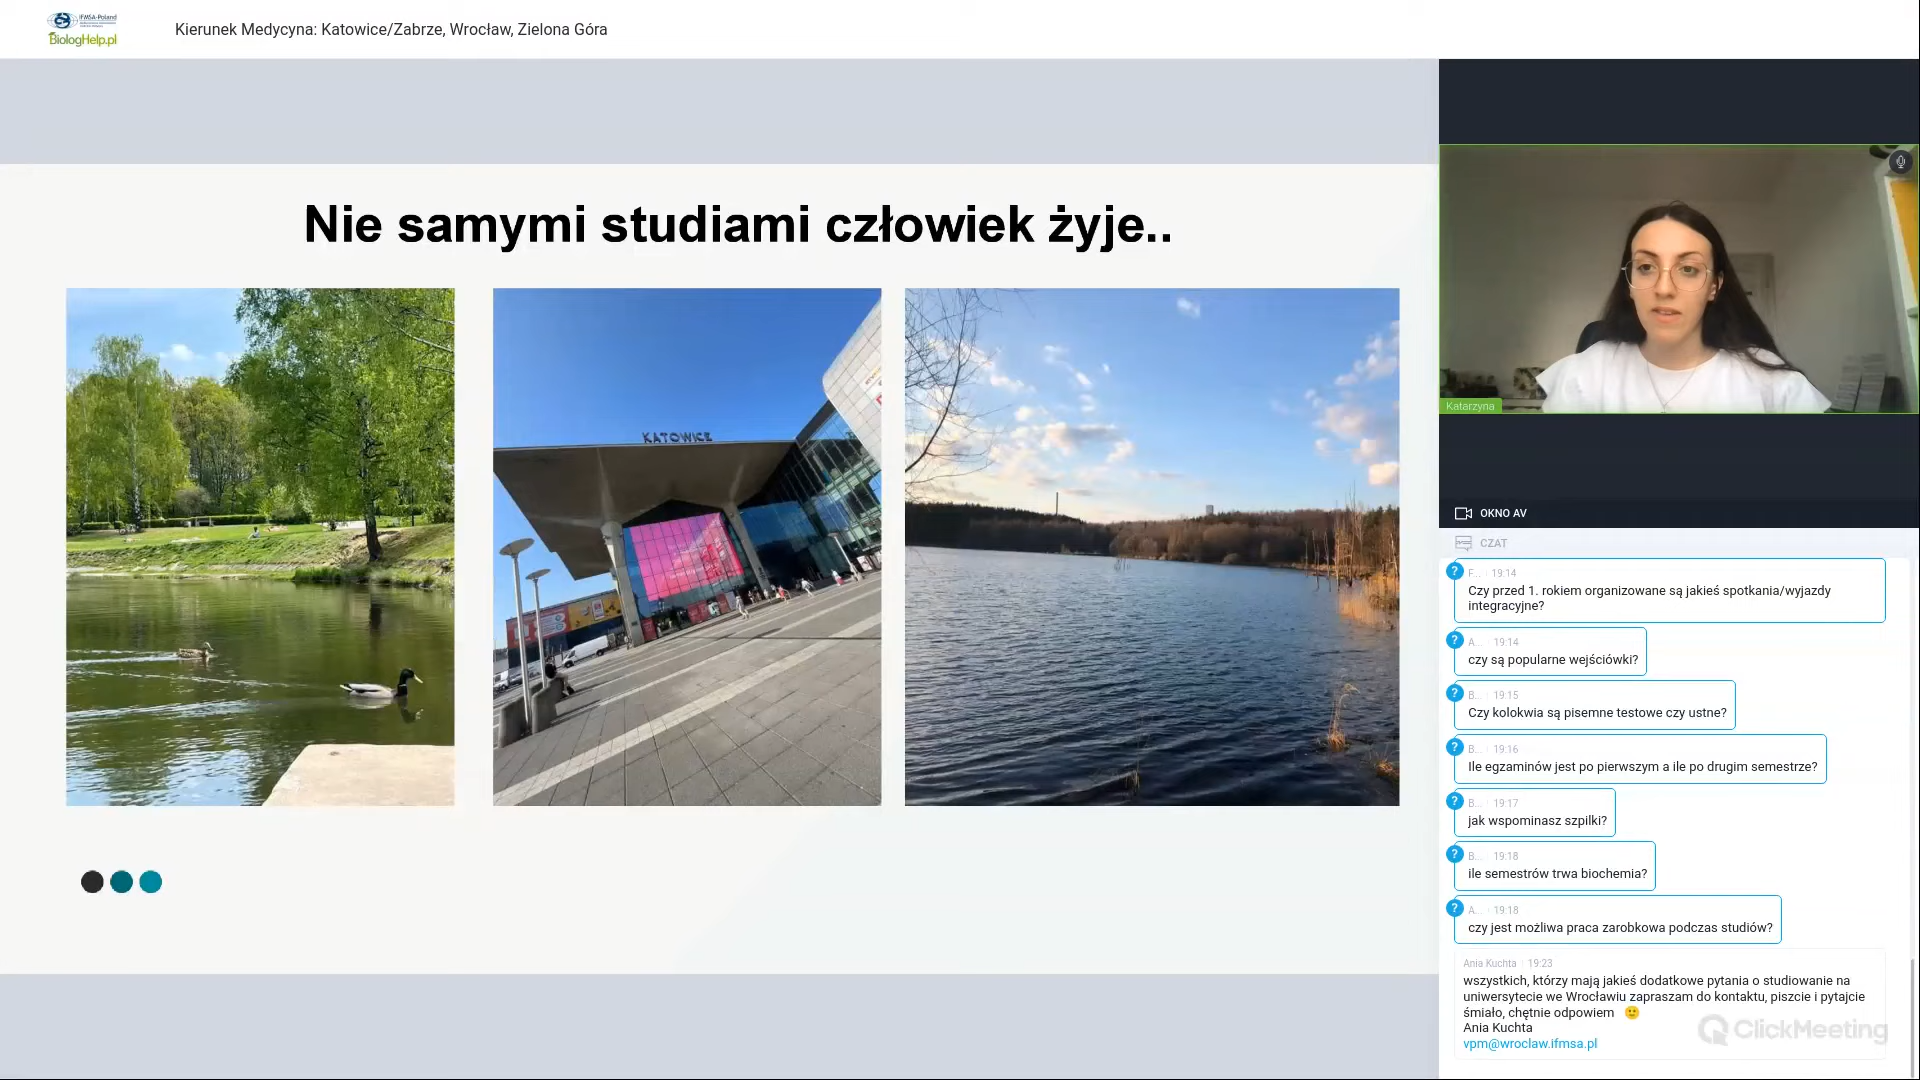 IFMSA-Poland
BiologHelp.pl
Kierunek Medycyna: Katowice/Zabrze, Wrocław, Zielona Góra
Nie samymi studiami człowiek żyje..
KATOWICE
Katarzyna
OKNO AV
CZAT
? F... 19:14
Czy przed 1. rokiem organizowane są jakieś spotkania/wyjazdy
integracyjne?
? A... 19:14
czy są popularne wejściówki?
? B... 19:15
Czy kolokwia są pisemne testowe czy ustne?
? B... 19:16
Ile egzaminów jest po pierwszym a ile po drugim semestrze?
? B... 19:17
jak wspominasz szpilki?
? B... 19:18
ile semestrów trwa biochemia?
? A... 19:18
czy jest możliwa praca zarobkowa podczas studiów?
Ania Kuchta 19:23
wszystkich, którzy mają jakieś dodatkowe pytania o studiowanie na
uniwersytecie we Wrocławiu zapraszam do kontaktu, piszcie i pytajcie
śmiało, chętnie odpowiem 🙂
Ania Kuchta
vpm@wroclaw.ifmsa.pl
ClickMeeting